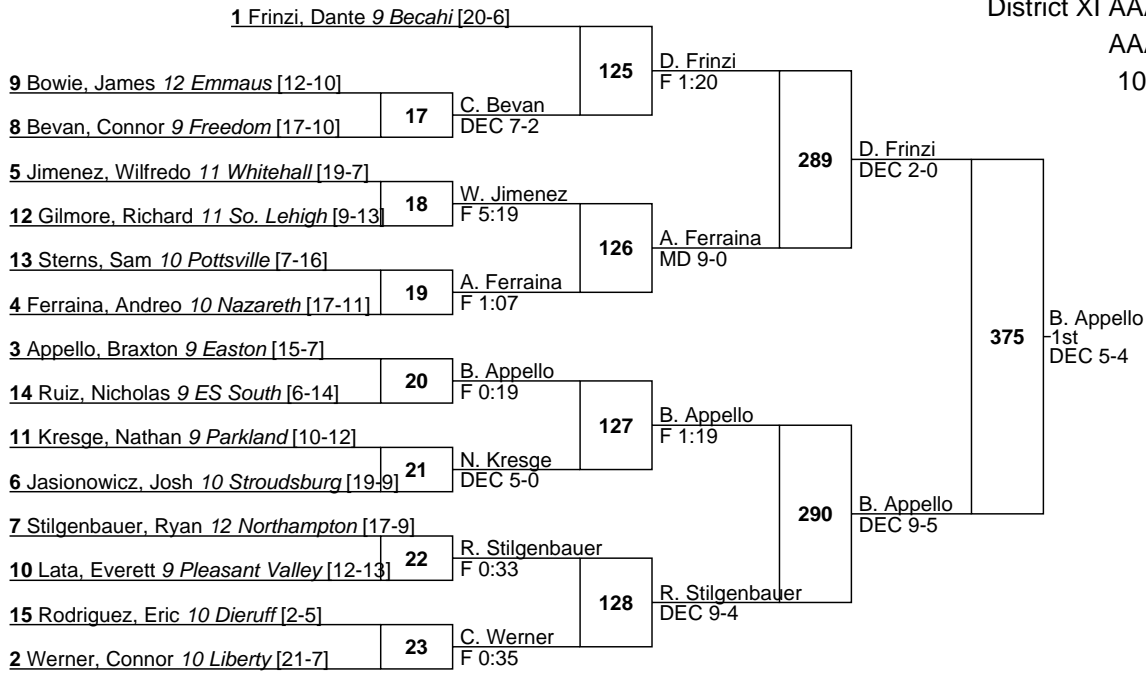 District XI AAA
AAA
10
1 Frinzi, Dante 9 Becahi [20-6]
9 Bowie, James 12 Emmaus [12-10]
8 Bevan, Connor 9 Freedom [17-10]
5 Jimenez, Wilfredo 11 Whitehall [19-7]
12 Gilmore, Richard 11 So. Lehigh [9-13]
13 Sterns, Sam 10 Pottsville [7-16]
4 Ferraina, Andreo 10 Nazareth [17-11]
3 Appello, Braxton 9 Easton [15-7]
14 Ruiz, Nicholas 9 ES South [6-14]
11 Kresge, Nathan 9 Parkland [10-12]
6 Jasionowicz, Josh 10 Stroudsburg [19-9]
7 Stilgenbauer, Ryan 12 Northampton [17-9]
10 Lata, Everett 9 Pleasant Valley [12-13]
15 Rodriguez, Eric 10 Dieruff [2-5]
2 Werner, Connor 10 Liberty [21-7]
17
C. Bevan
DEC 7-2
18
W. Jimenez
F 5:19
19
A. Ferraina
F 1:07
20
B. Appello
F 0:19
21
N. Kresge
DEC 5-0
22
R. Stilgenbauer
F 0:33
23
C. Werner
F 0:35
125
D. Frinzi
F 1:20
126
A. Ferraina
MD 9-0
127
B. Appello
F 1:19
128
R. Stilgenbauer
DEC 9-4
289
D. Frinzi
DEC 2-0
290
B. Appello
DEC 9-5
375
B. Appello
1st
DEC 5-4